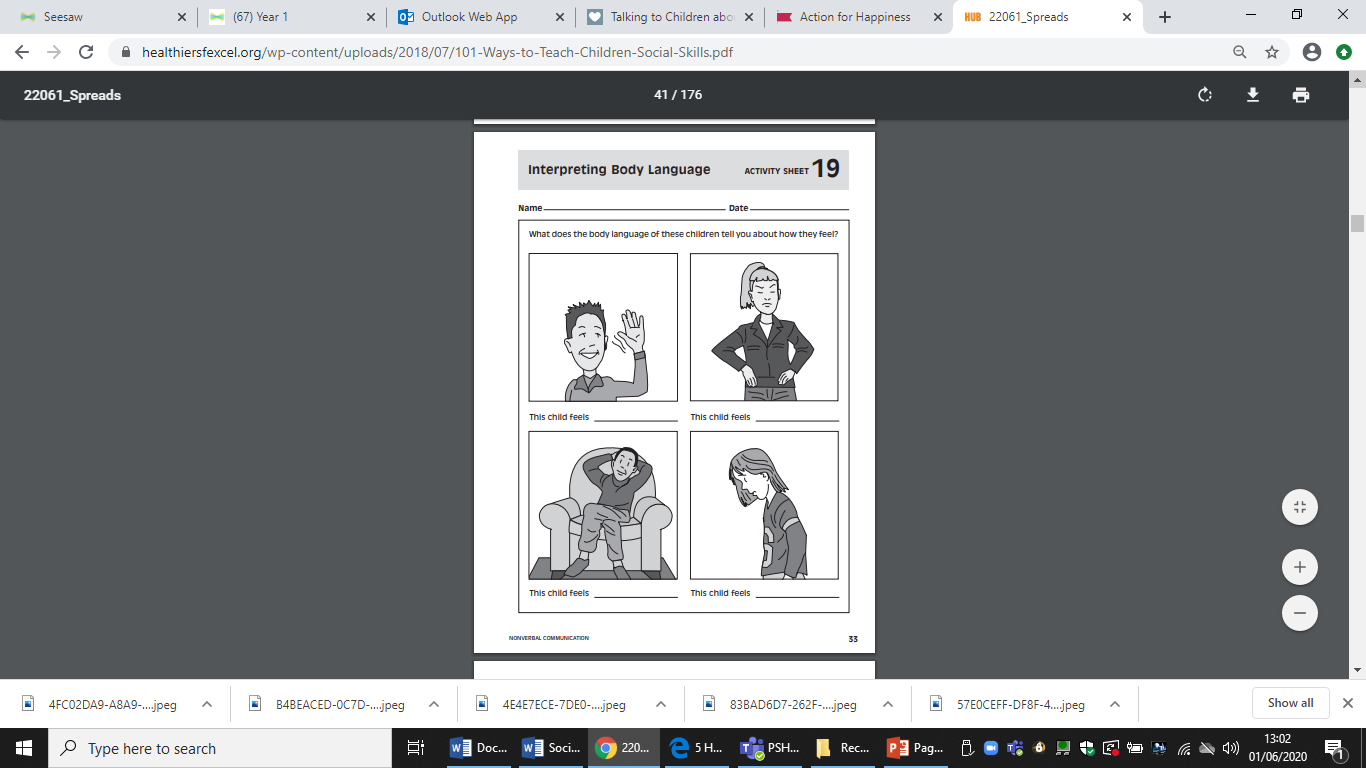 Seesaw
(67) Year 1
Outlook Web App
Talking to Children abo
Action for Happiness
HUB 22061_Spreads
healthiersfexcel.org/wp-content/uploads/2018/07/101-Ways-to-Teach-Children-Social-Skills.pdf
22061_Spreads
41 / 176
Interpreting Body Language ACTIVITY SHEET 19
Name Date
What does the body language of these children tell you about how they feel?
This child feels
This child feels
This child feels
This child feels
NONVERBAL COMMUNICATION
33
4FC02DA9-A8A9-....jpeg
B4BEACED-0C7D-....jpeg
4E4E7ECE-7DE0-....jpeg
83BAD6D7-262F-....jpeg
57E0CEFF-DF8F-4....jpeg
Show all
Type here to search
Doc...
Soci...
220...
5 H...
PSH...
Rec...
Pag...
13:02
01/06/2020
1